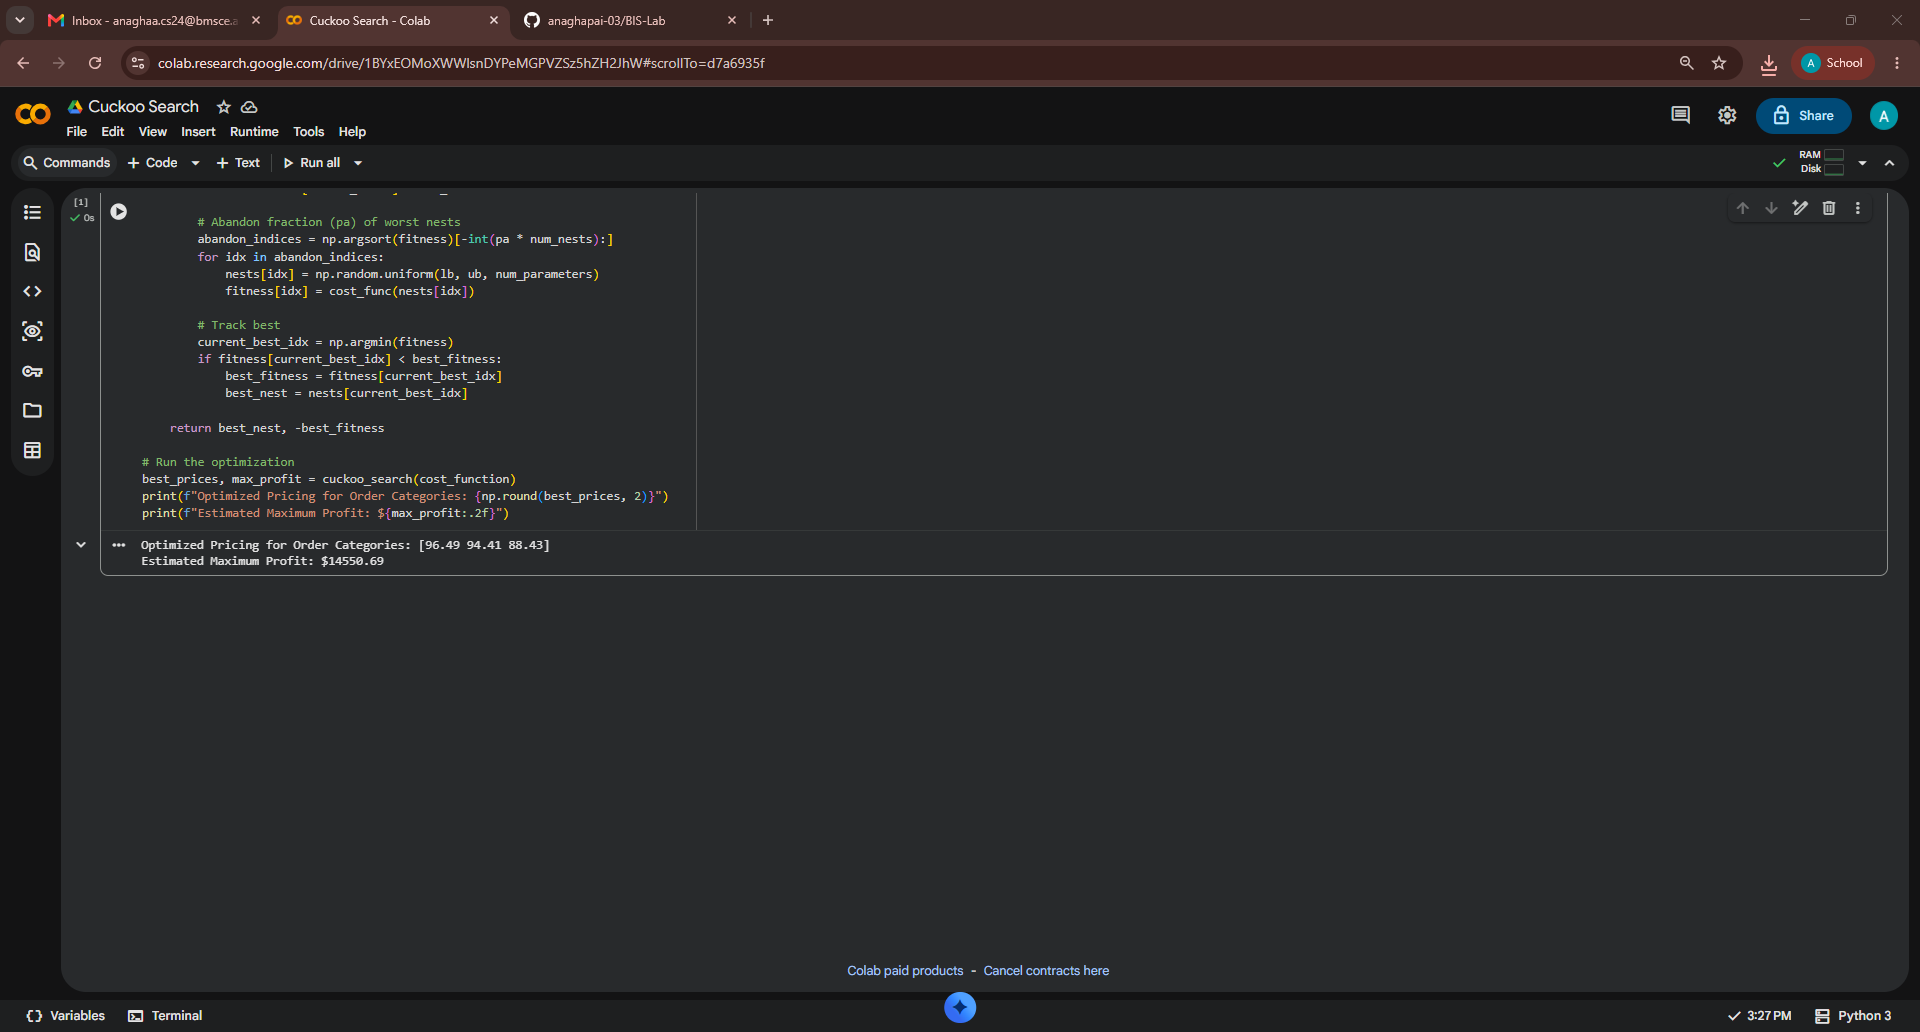 Inbox - anaghaa.cs24@bmsce.a
Cuckoo Search - Colab
anaghapai-03/BIS-Lab
colab.research.google.com/drive/1BYxEOMoXWWlsnDYPeMGPVZSz5hZH2JhW#scrollTo=d7a6935f
A School
Cuckoo Search
File Edit View Insert Runtime Tools Help
Share
A
Commands + Code + Text Run all
RAM
Disk
[1]
0s
# Abandon fraction (pa) of worst nests
abandon_indices = np.argsort(fitness)[-int(pa * num_nests):]
for idx in abandon_indices:
nests[idx] = np.random.uniform(lb, ub, num_parameters)
fitness[idx] = cost_func(nests[idx])
# Track best
current_best_idx = np.argmin(fitness)
if fitness[current_best_idx] < best_fitness:
best_fitness = fitness[current_best_idx]
best_nest = nests[current_best_idx]
return best_nest, -best_fitness
# Run the optimization
best_prices, max_profit = cuckoo_search(cost_function)
print(f"Optimized Pricing for Order Categories: {np.round(best_prices, 2)}")
print(f"Estimated Maximum Profit: ${max_profit:.2f}")
Optimized Pricing for Order Categories: [96.49 94.41 88.43]
Estimated Maximum Profit: $14550.69
Colab paid products - Cancel contracts here
{} Variables Terminal
3:27 PM Python 3